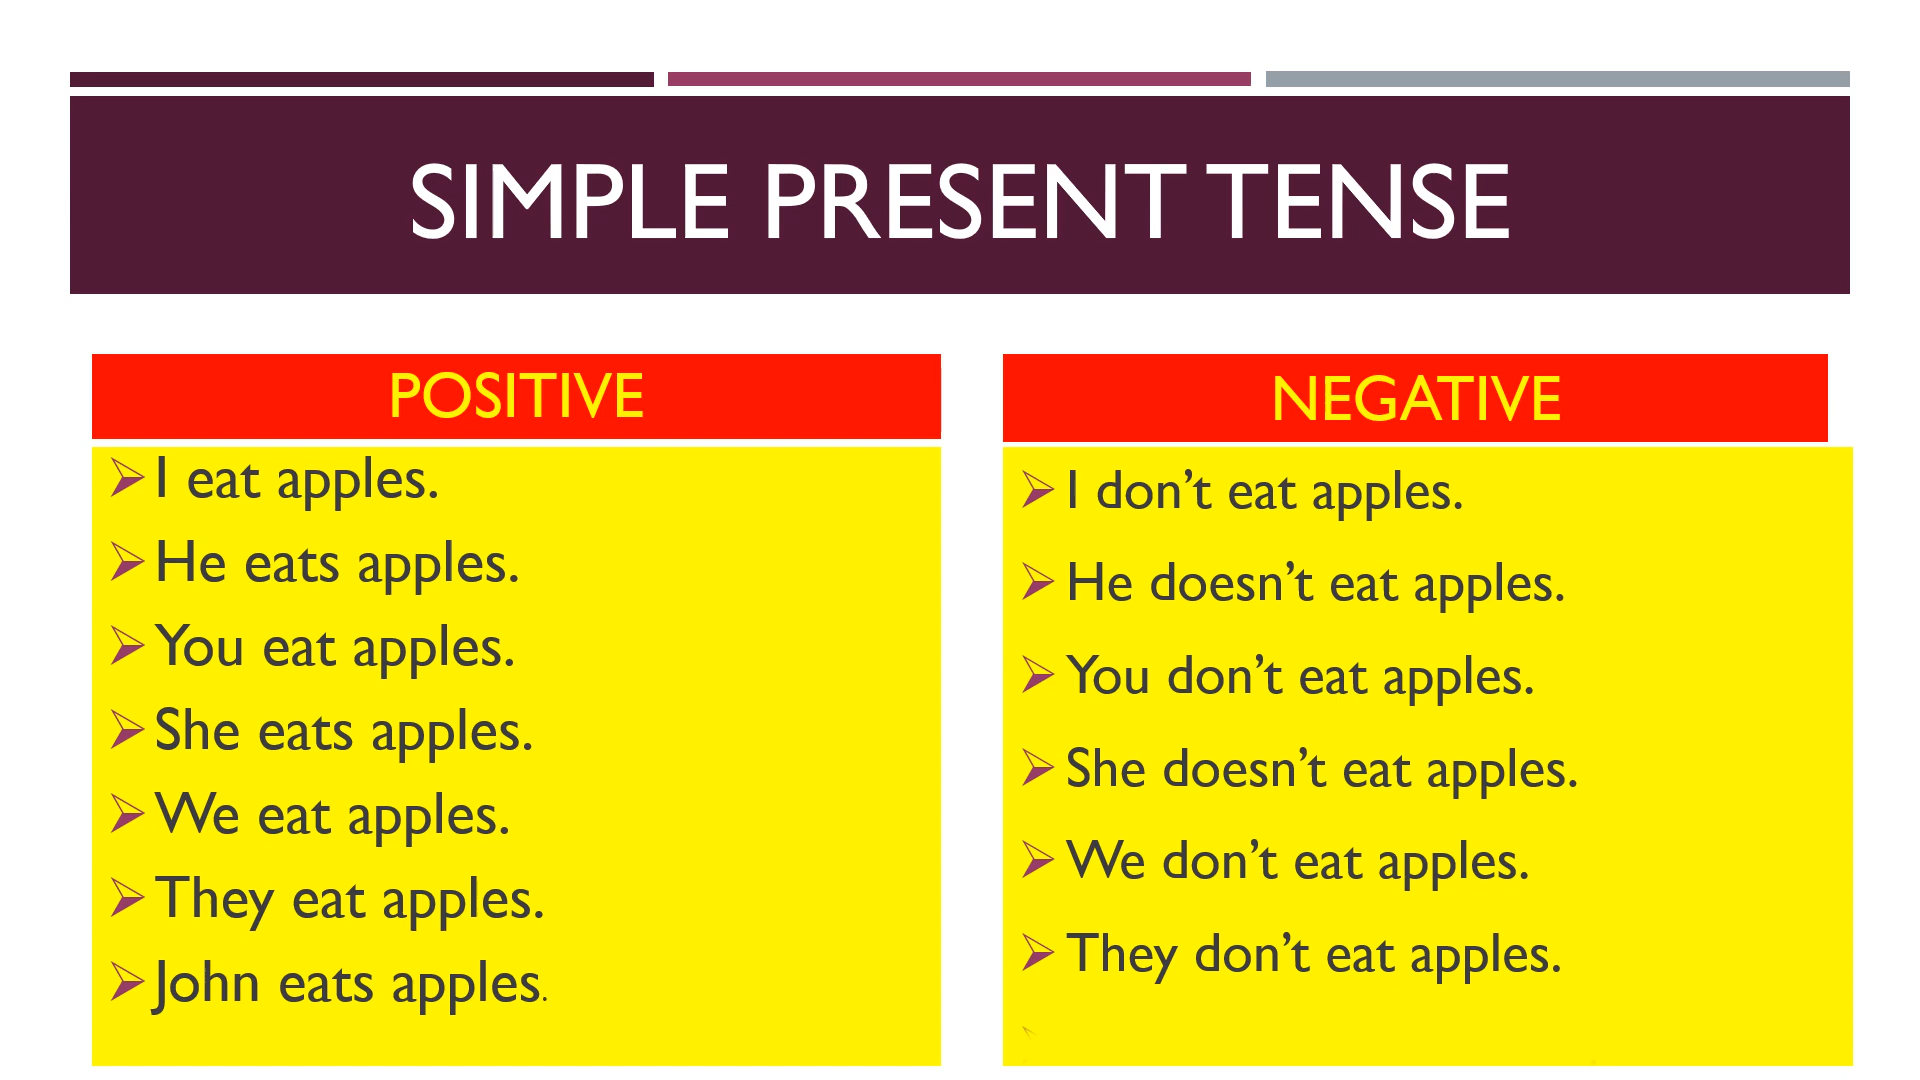 SIMPLE PRESENT TENSE
POSITIVE
I eat apples.
He eats apples.
You eat apples.
She eats apples.
We eat apples.
They eat apples.
John eats apples.
NEGATIVE
I don’t eat apples.
He doesn’t eat apples.
You don’t eat apples.
She doesn’t eat apples.
We don’t eat apples.
They don’t eat apples.